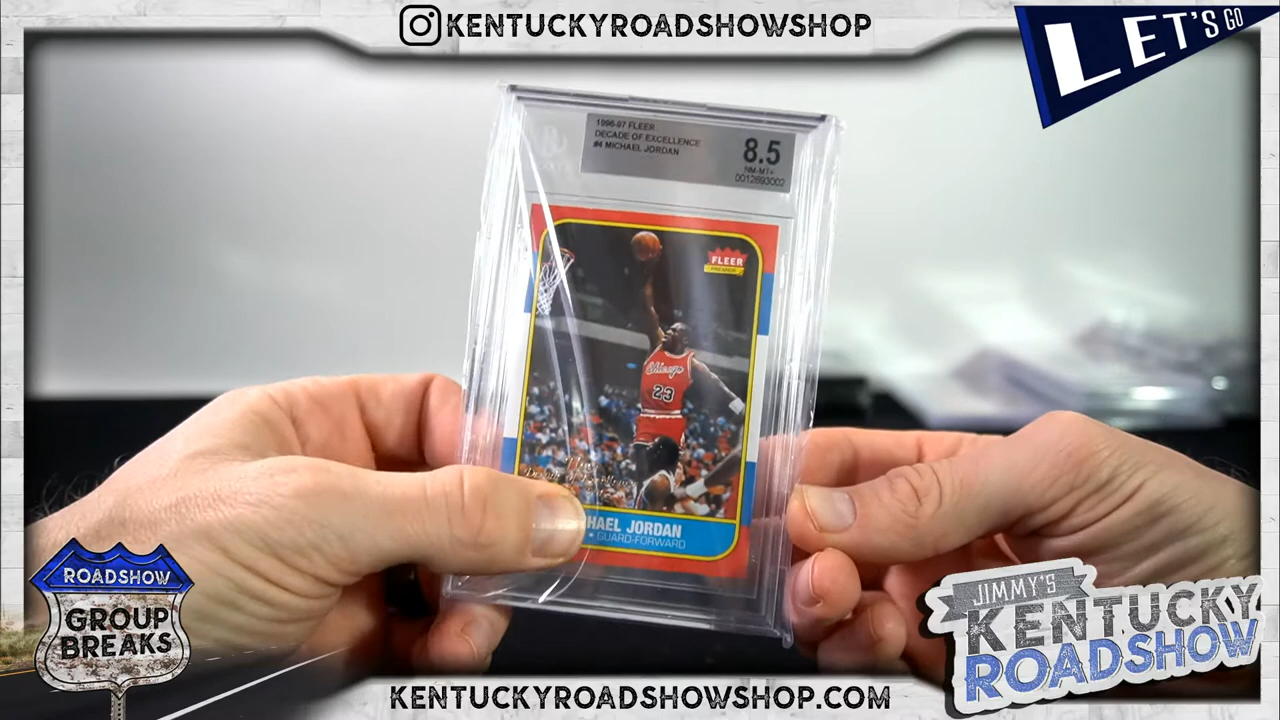 KENTUCKYROADSHOWSHOP
LET'S GO
1996-97 FLEER
DECADE OF EXCELLENCE
#4 MICHAEL JORDAN
8.5
NM-MT+
0012693002
FLEER
PREMIER
Chicago
23
HAEL JORDAN
• GUARD-FORWARD
ROADSHOW
GROUP
BREAKS
JIMMY'S
KENTUCKY
ROADSHOW
KENTUCKYROADSHOWSHOP.COM